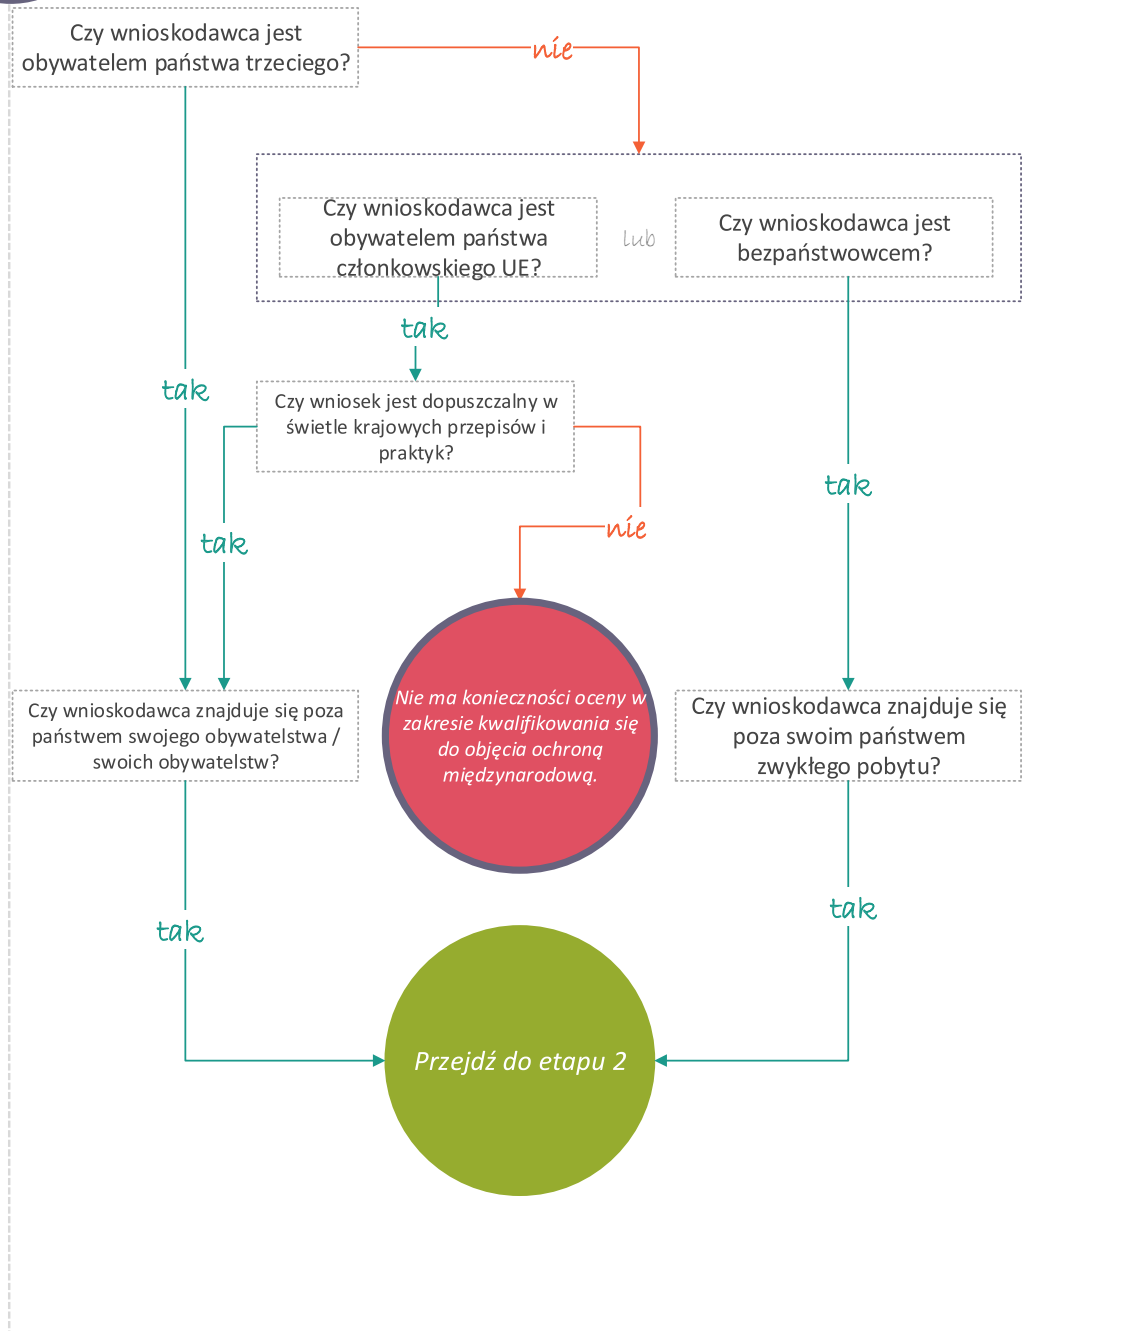 Czy wnioskodawca jest
obywatelem państwa trzeciego?
nie
Czy wnioskodawca jest
obywatelem państwa
członkowskiego UE?
lub
Czy wnioskodawca jest
bezpaństwowcem?
tak
tak
Czy wniosek jest dopuszczalny w
świetle krajowych przepisów i
praktyk?
tak
nie
tak
Czy wnioskodawca znajduje się poza
państwem swojego obywatelstwa /
swoich obywatelstw?
Nie ma konieczności oceny w
zakresie kwalifikowania się
do objęcia ochroną
międzynarodową.
Czy wnioskodawca znajduje się
poza swoim państwem
zwykłego pobytu?
tak
tak
Przejdź do etapu 2